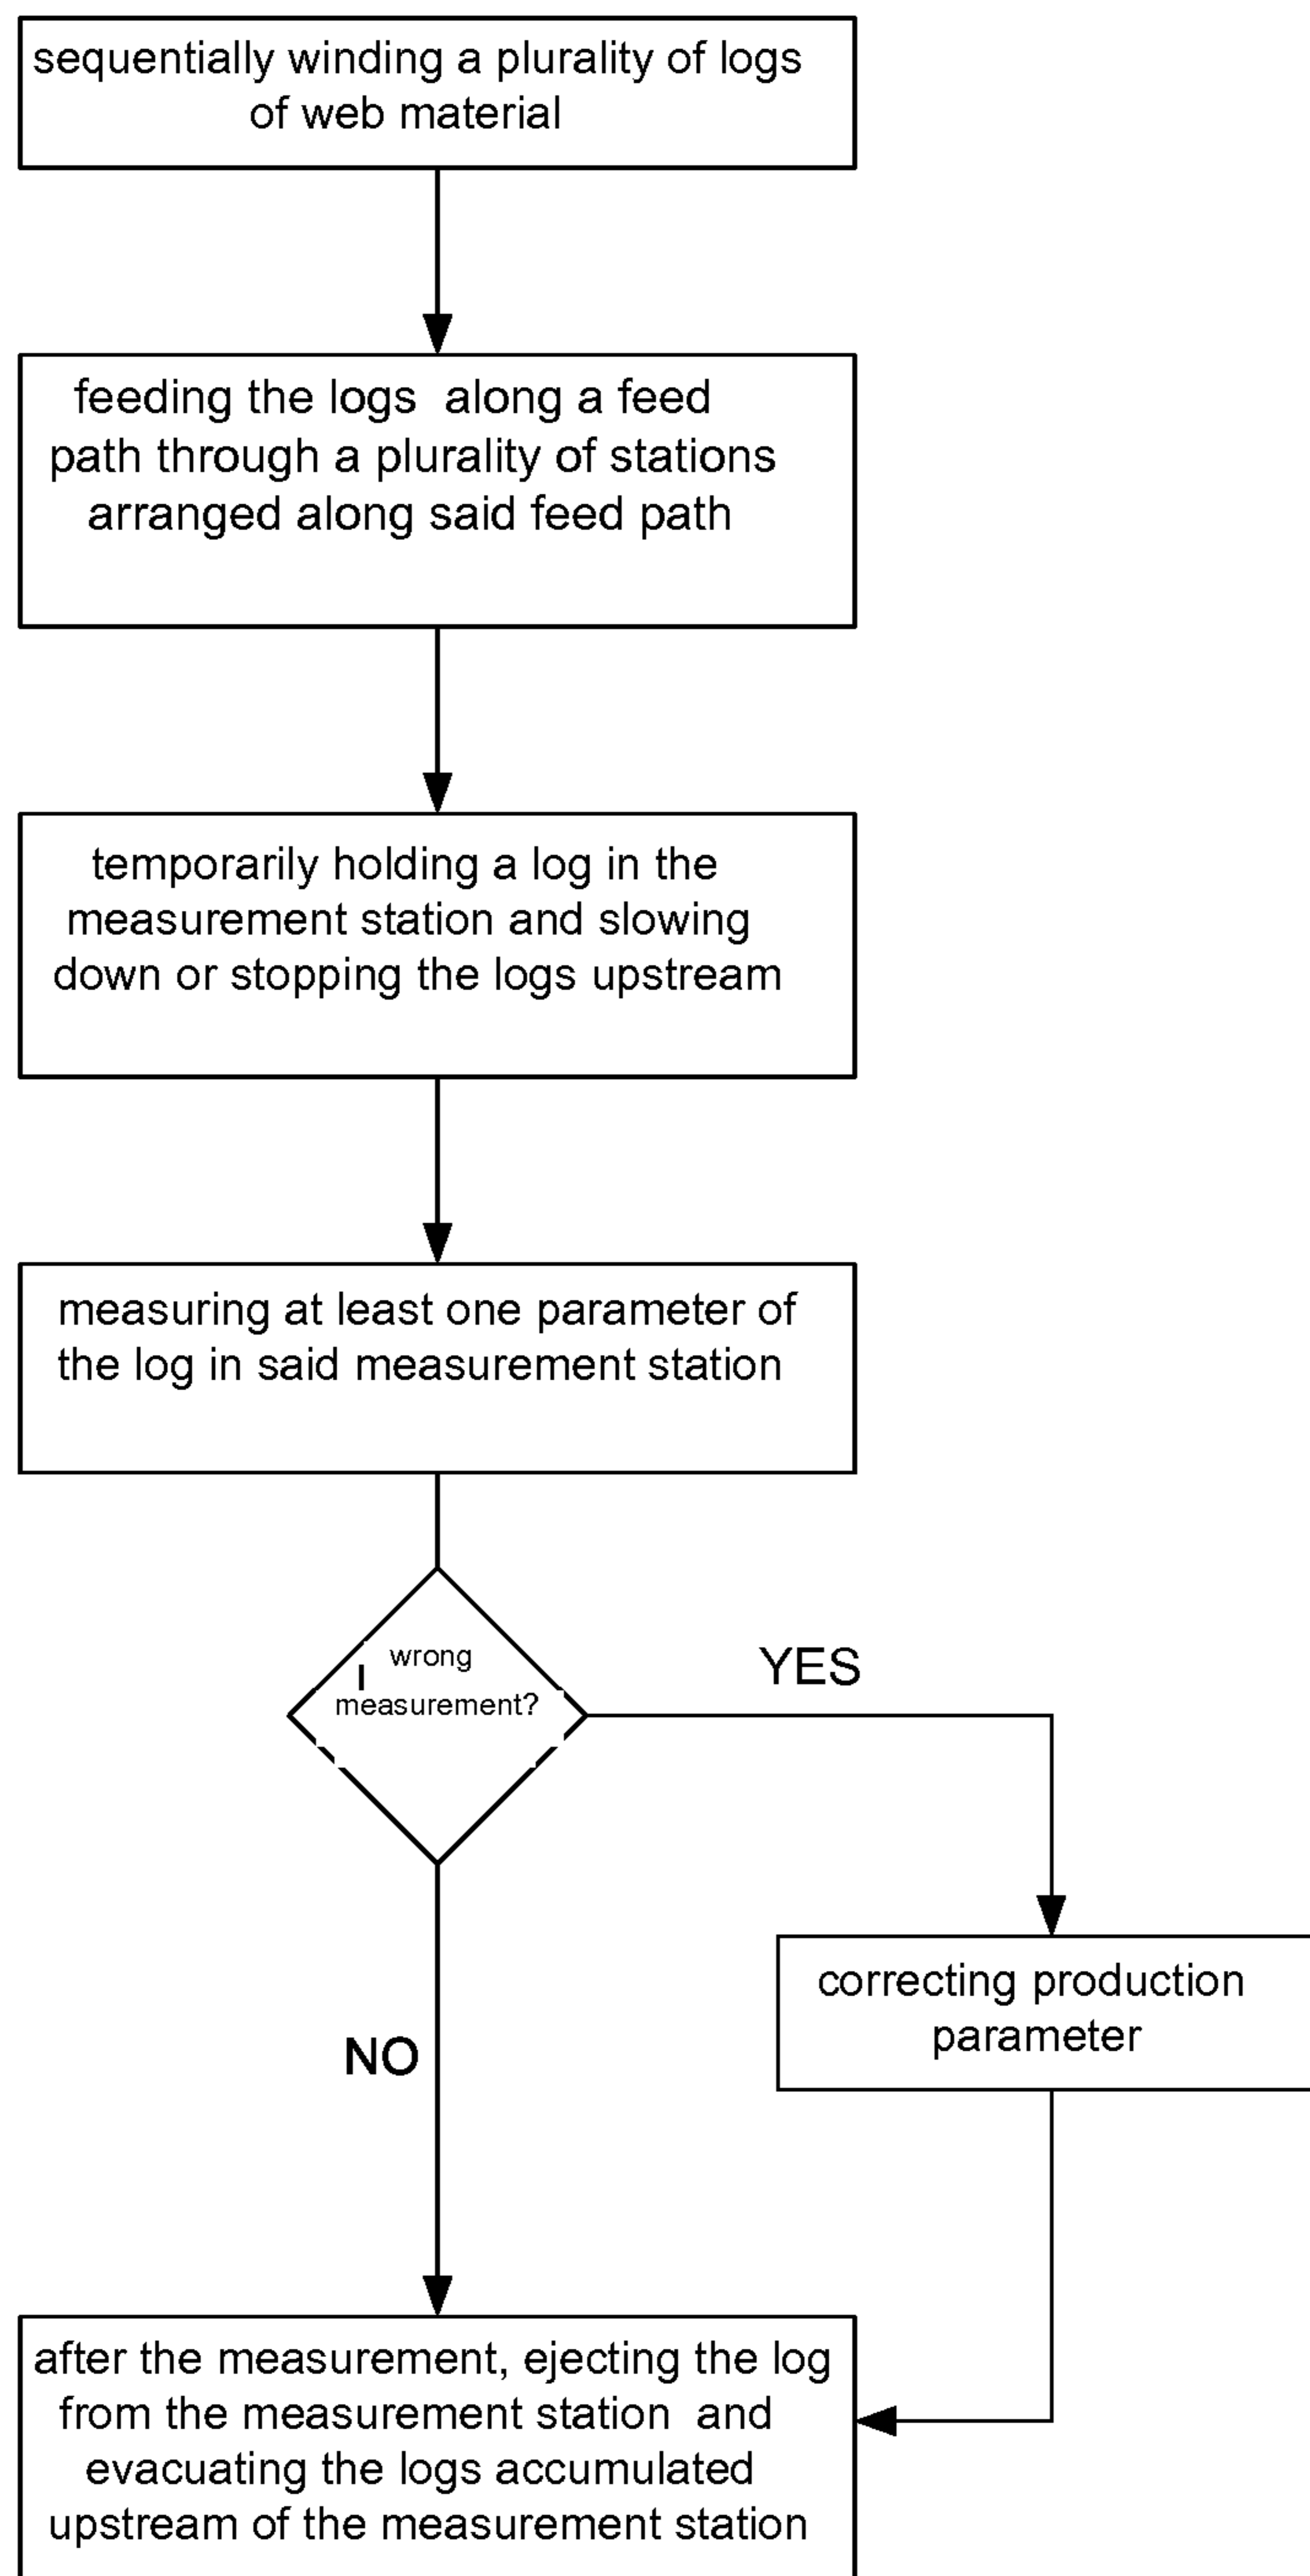 sequentially winding a plurality of logs
of web material
feeding the logs along a feed
path through a plurality of stations
arranged along said feed path
temporarily holding a log in the
measurement station and slowing
down or stopping the logs upstream
measuring at least one parameter of
the log in said measurement station
wrong
measurement?
YES
correcting production
parameter
NO
after the measurement, ejecting the log
from the measurement station and
evacuating the logs accumulated
upstream of the measurement station